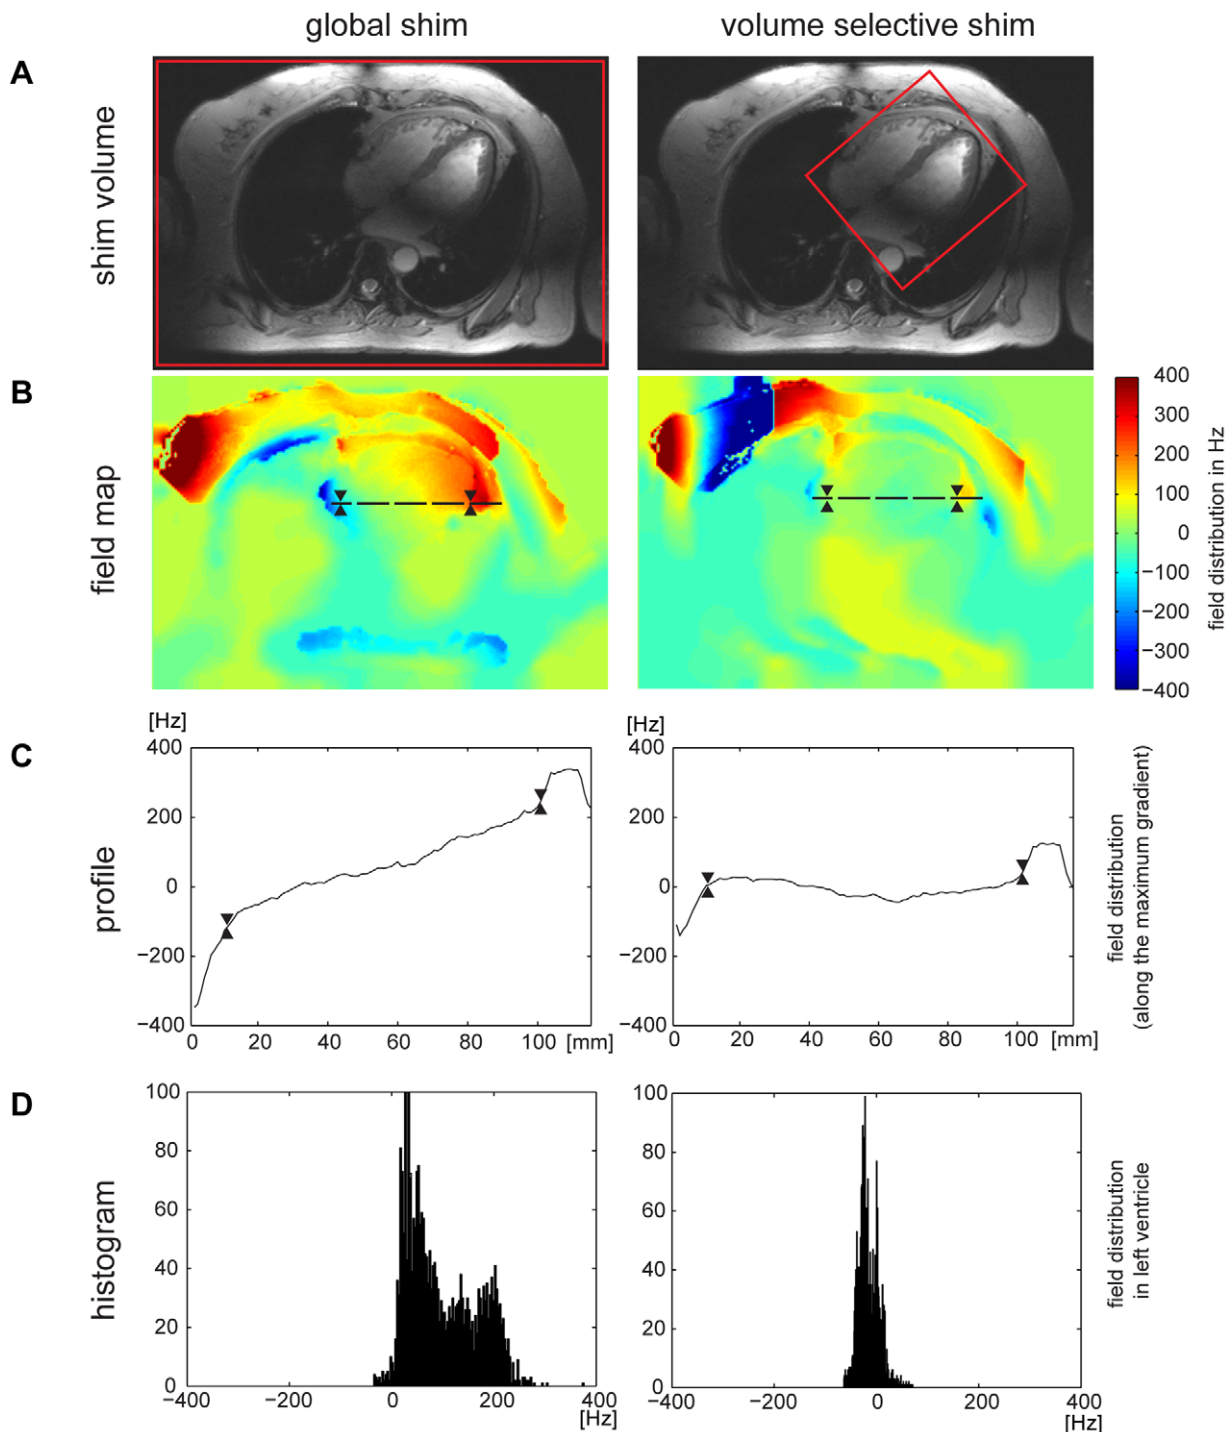 global shim
volume selective shim
A
shim volume
B
field map
400
300
200
100
0
−100
−200
−300
−400
field distribution in Hz
C
profile
[Hz]
400
200
0
−200
−400
0 20 40 60 80 100 [mm]
[Hz]
400
200
0
−200
−400
0 20 40 60 80 100 [mm]
field distribution
(along the maximum gradient)
D
histogram
100
80
60
40
20
0
−400 −200 0 200 400
[Hz]
100
80
60
40
20
0
−400 −200 0 200 400
[Hz]
field distribution
in left ventricle